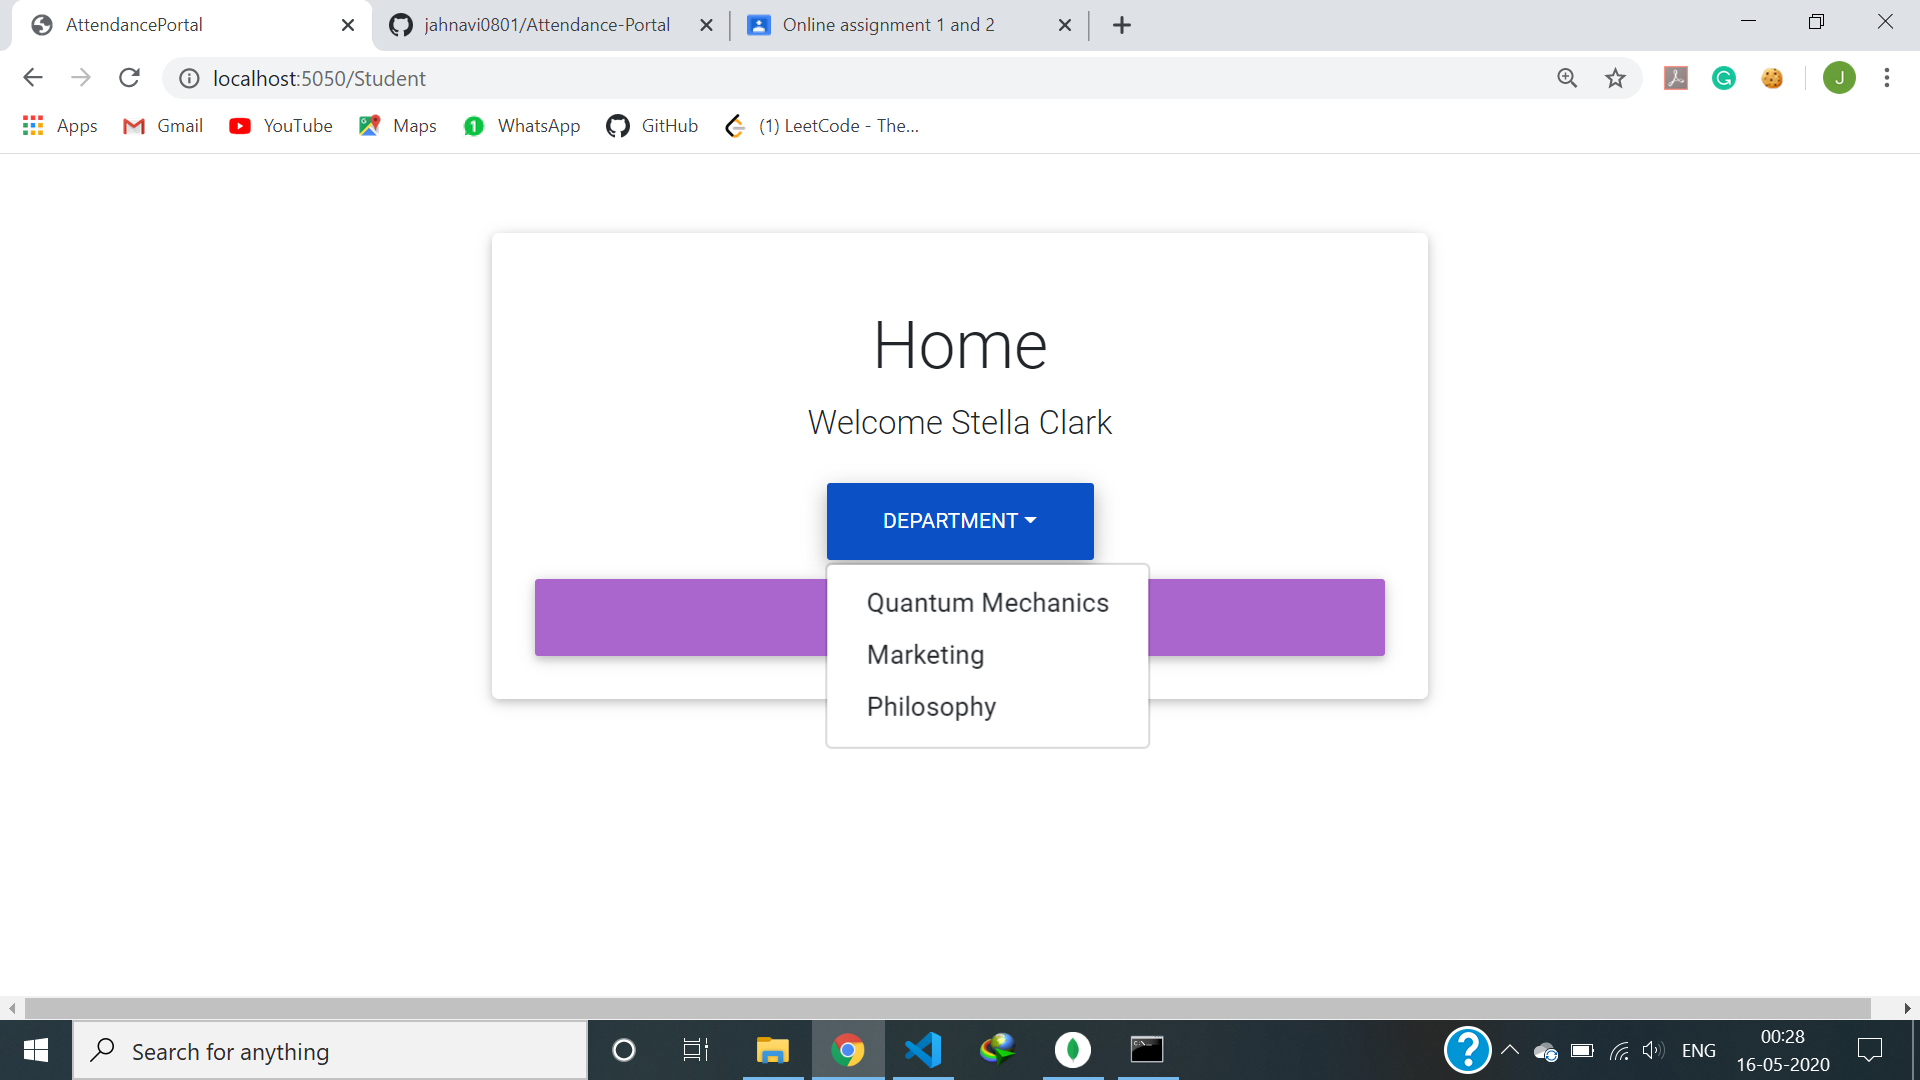 AttendancePortal
jahnavi0801/Attendance-Portal
Online assignment 1 and 2
localhost:5050/Student
J
Apps
Gmail
YouTube
Maps
1 WhatsApp
GitHub
(1) LeetCode - The...
Home
Welcome Stella Clark
DEPARTMENT
Quantum Mechanics
Marketing
Philosophy
Search for anything
ENG
00:28
16-05-2020